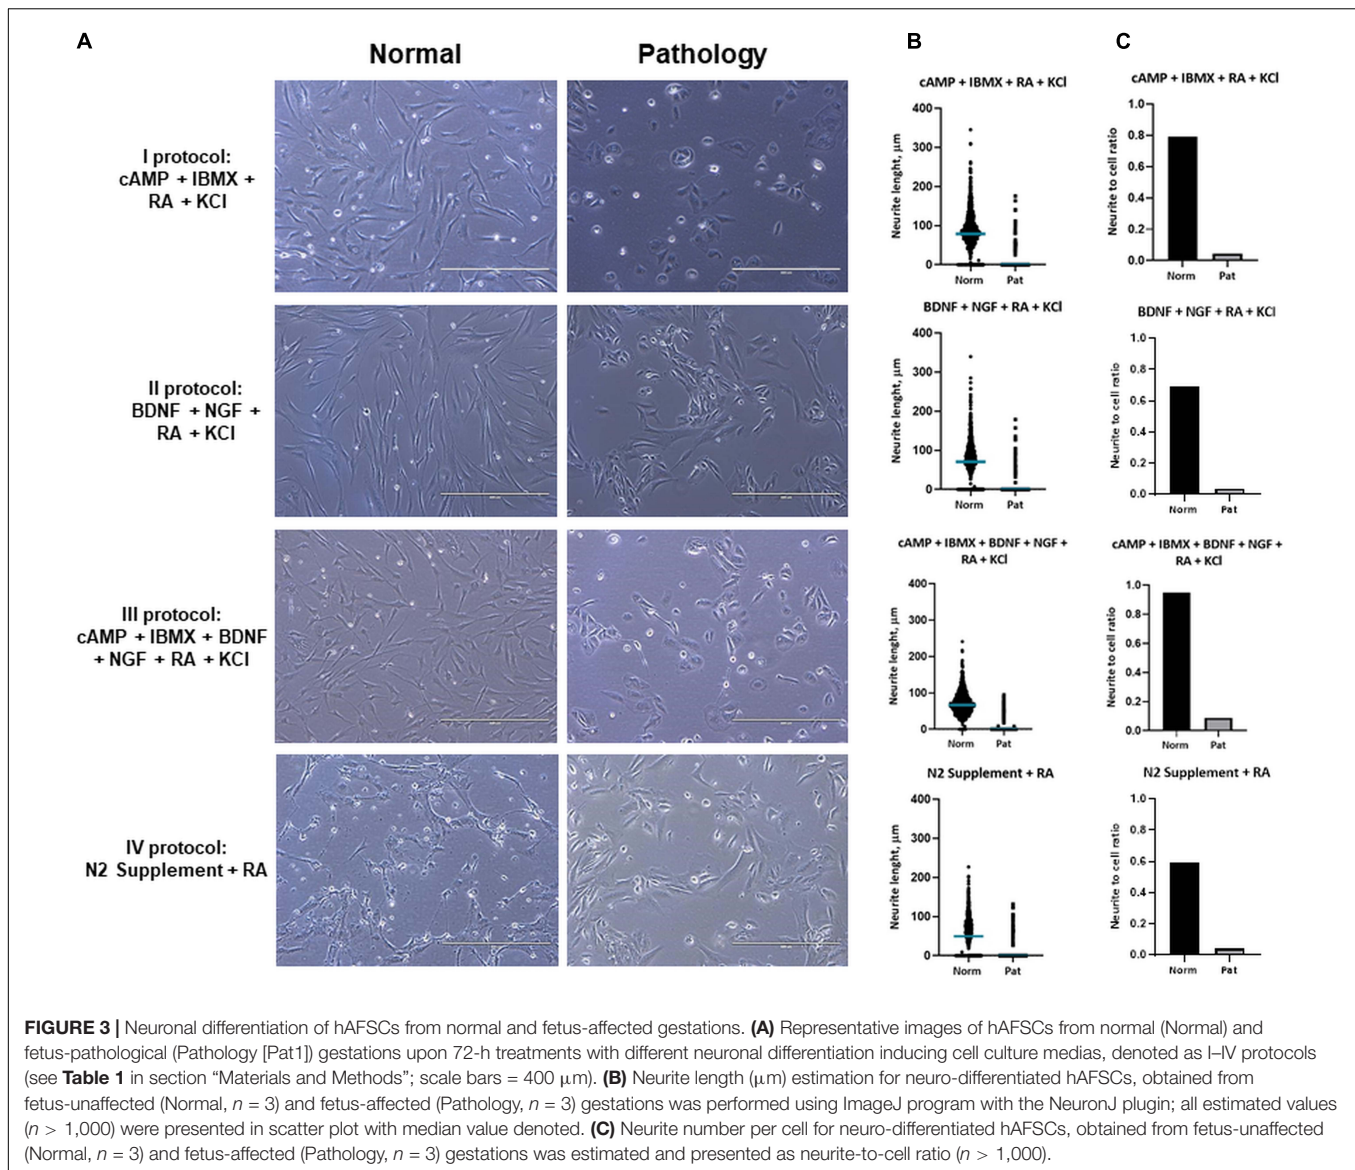 A
Normal
Pathology
I protocol:
cAMP + IBMX +
RA + KCl
II protocol:
BDNF + NGF +
RA + KCl
III protocol:
cAMP + IBMX + BDNF
+ NGF + RA + KCl
IV protocol:
N2 Supplement + RA
B
cAMP + IBMX + RA + KCl
Neurite lenght, µm
400
300
200
100
0
Norm Pat
BDNF + NGF + RA + KCl
Neurite lenght, µm
400
300
200
100
0
Norm Pat
cAMP + IBMX + BDNF + NGF +
RA + KCl
Neurite lenght, µm
400
300
200
100
0
Norm Pat
N2 Supplement + RA
Neurite lenght, µm
400
300
200
100
0
Norm Pat
C
cAMP + IBMX + RA + KCl
Neurite to cell ratio
1.0
0.8
0.6
0.4
0.2
0.0
Norm Pat
BDNF + NGF + RA + KCl
Neurite to cell ratio
1.0
0.8
0.6
0.4
0.2
0.0
Norm Pat
cAMP + IBMX + BDNF + NGF +
RA + KCl
Neurite to cell ratio
1.0
0.8
0.6
0.4
0.2
0.0
Norm Pat
N2 Supplement + RA
Neurite to cell ratio
1.0
0.8
0.6
0.4
0.2
0.0
Norm Pat
FIGURE 3 | Neuronal differentiation of hAFSCs from normal and fetus-affected gestations. (A) Representative images of hAFSCs from normal (Normal) and
fetus-pathological (Pathology [Pat1]) gestations upon 72-h treatments with different neuronal differentiation inducing cell culture medias, denoted as I–IV protocols
(see Table 1 in section “Materials and Methods”; scale bars = 400 µm). (B) Neurite length (µm) estimation for neuro-differentiated hAFSCs, obtained from
fetus-unaffected (Normal, n = 3) and fetus-affected (Pathology, n = 3) gestations was performed using ImageJ program with the NeuronJ plugin; all estimated values
(n > 1,000) were presented in scatter plot with median value denoted. (C) Neurite number per cell for neuro-differentiated hAFSCs, obtained from fetus-unaffected
(Normal, n = 3) and fetus-affected (Pathology, n = 3) gestations was estimated and presented as neurite-to-cell ratio (n > 1,000).